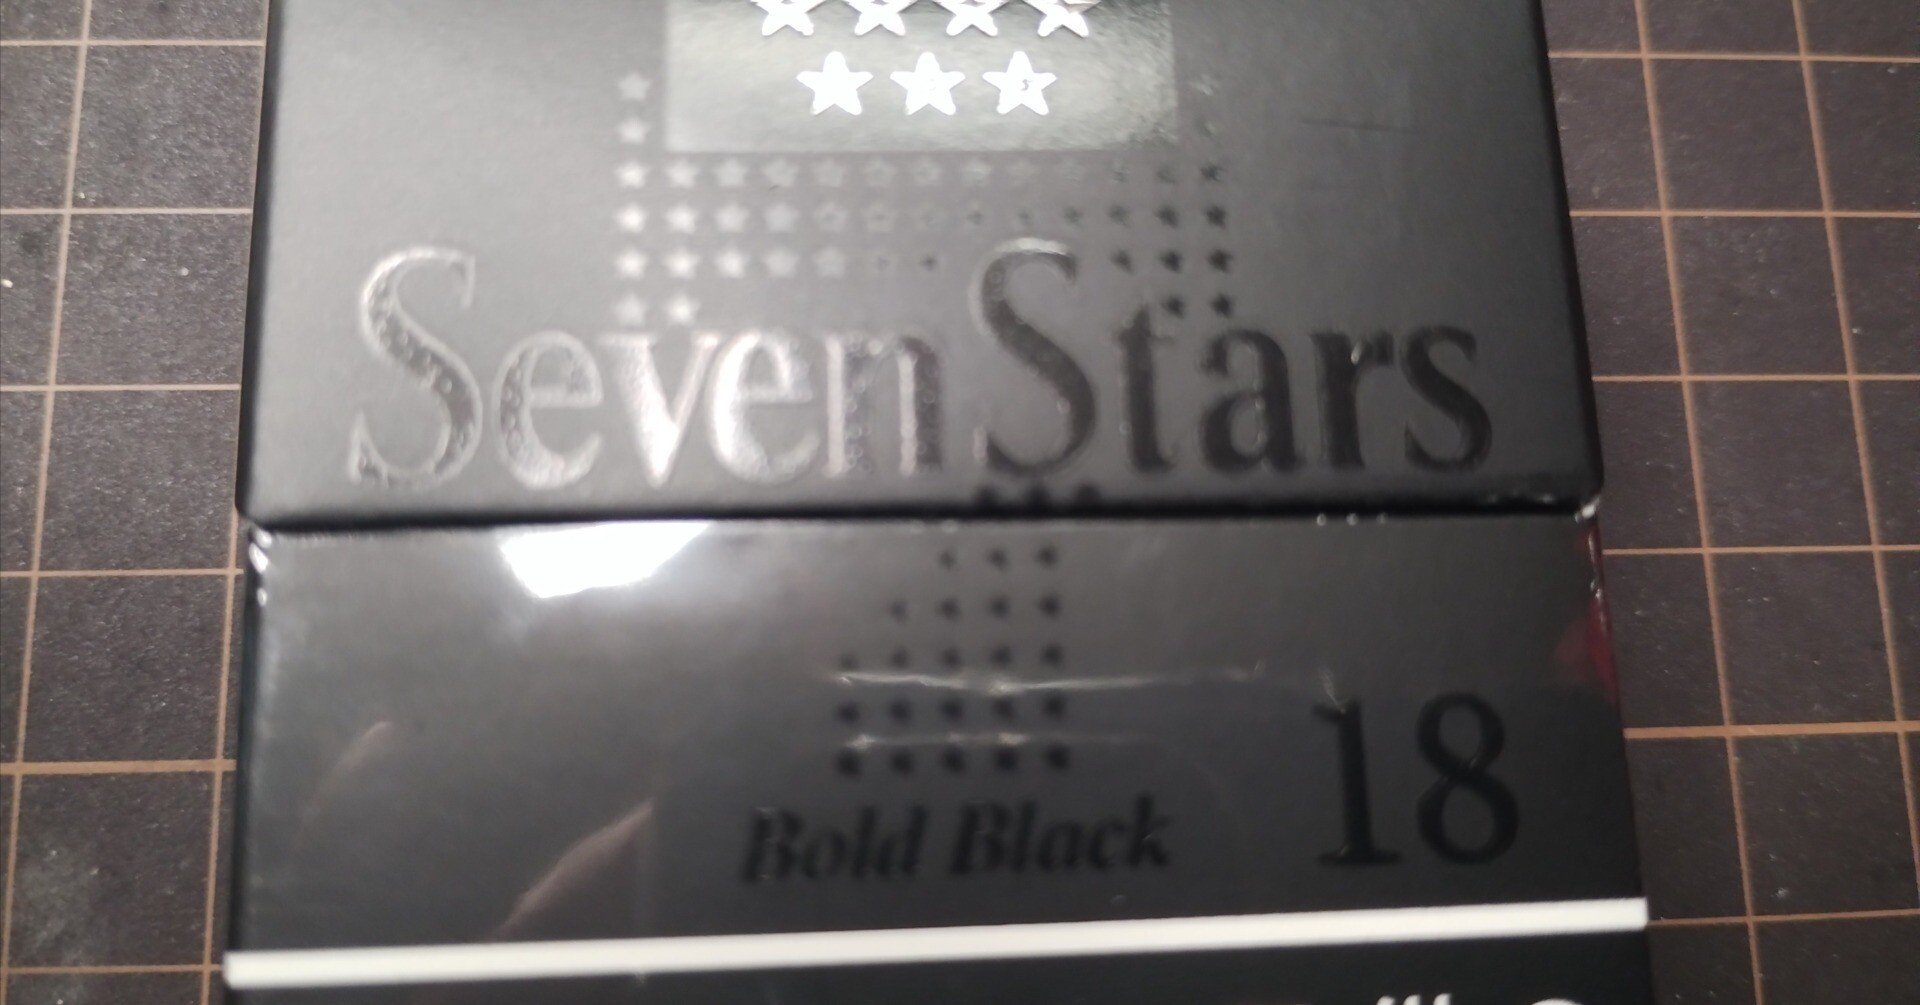 Seven Stars
Bold Black
18